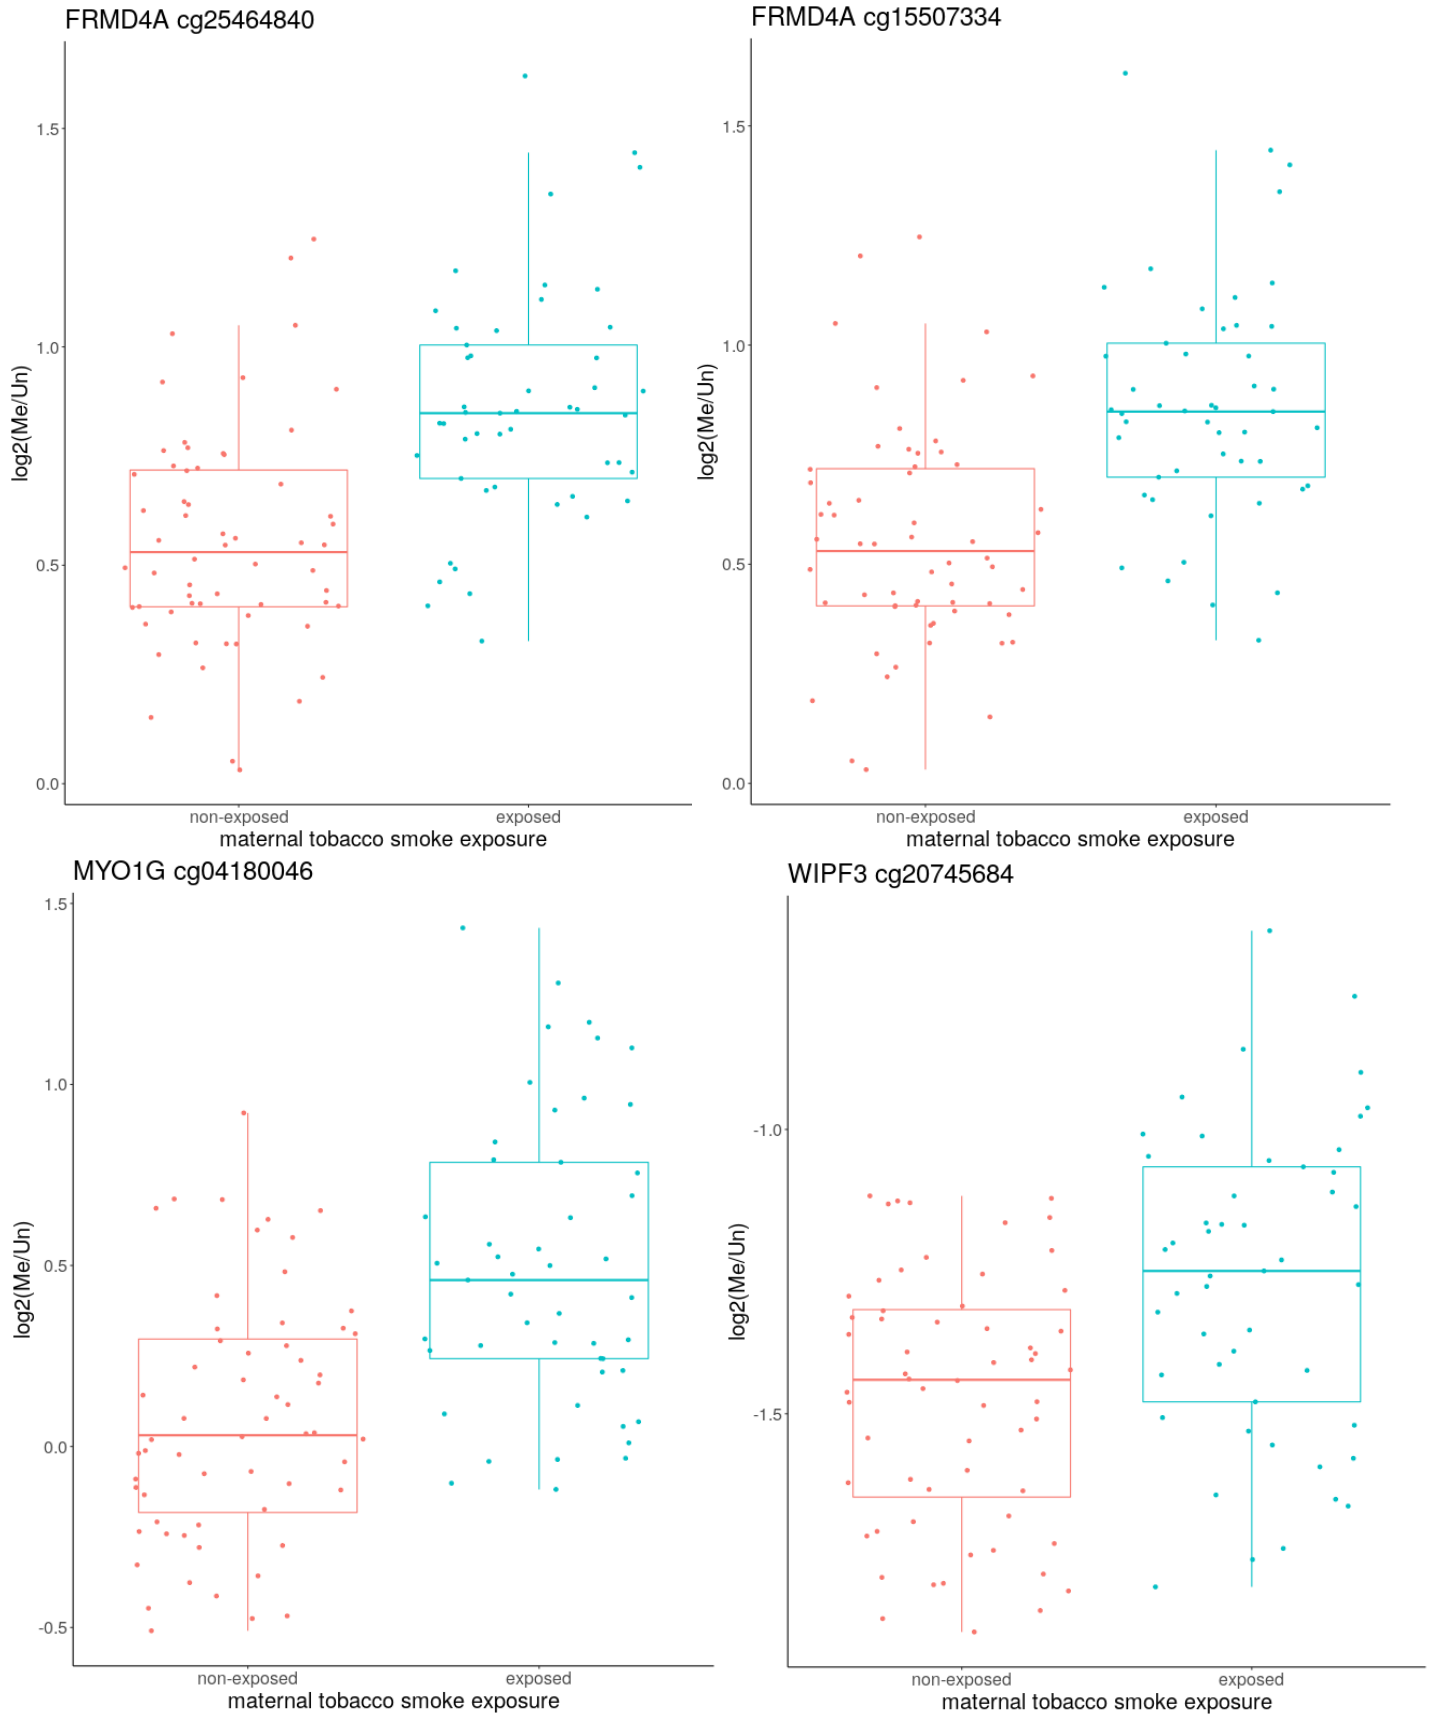 FRMD4A cg25464840
1.5
1.0
0.5
0.0
log2(Me/Un)
non-exposed
exposed
maternal tobacco smoke exposure
FRMD4A cg15507334
1.5
1.0
0.5
0.0
log2(Me/Un)
non-exposed
exposed
maternal tobacco smoke exposure
MYO1G cg04180046
1.5
1.0
0.5
0.0
-0.5
log2(Me/Un)
non-exposed
exposed
maternal tobacco smoke exposure
WIPF3 cg20745684
-1.0
-1.5
log2(Me/Un)
non-exposed
exposed
maternal tobacco smoke exposure